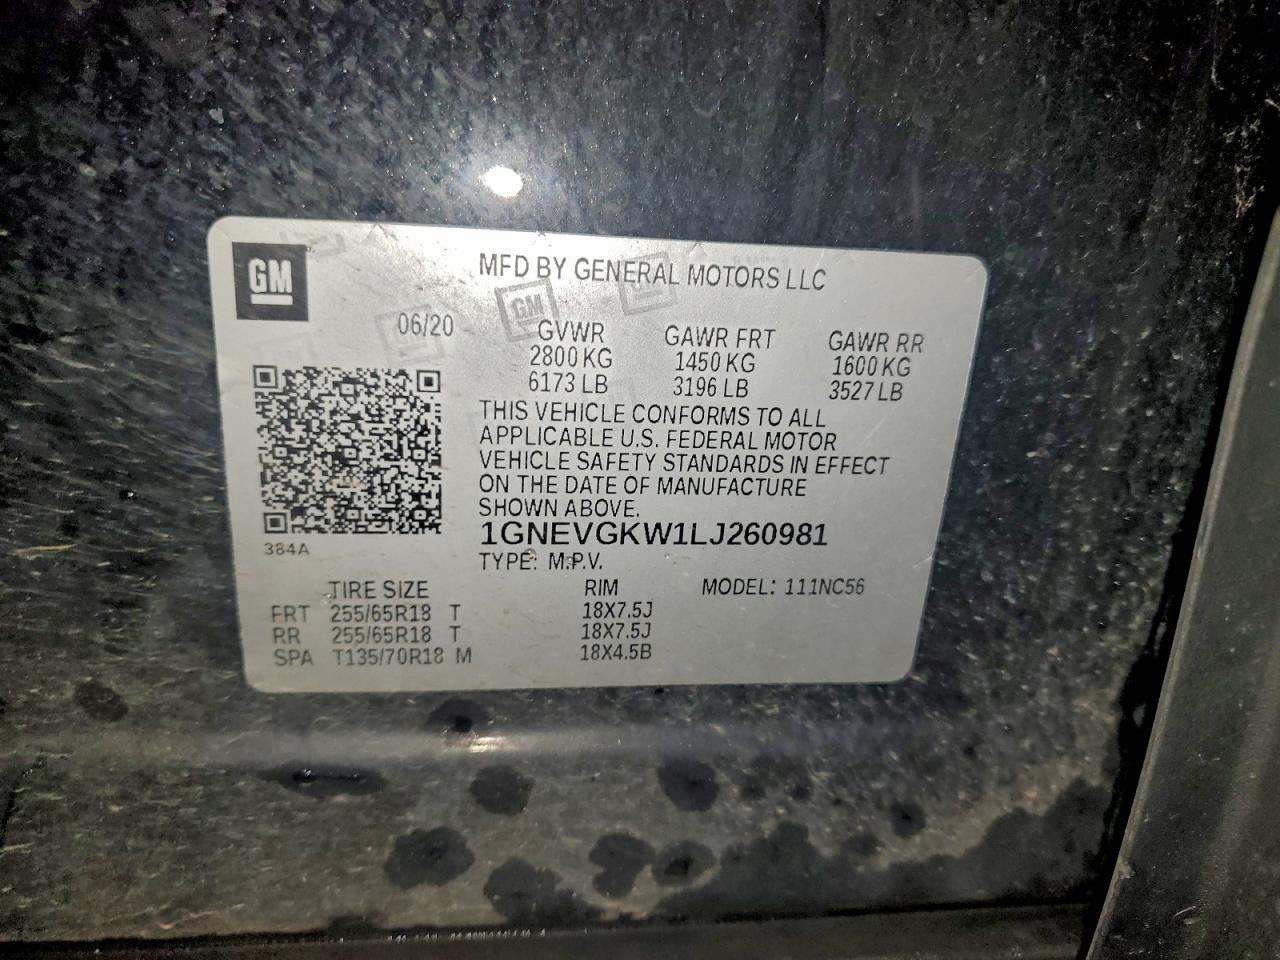 GM
MFD BY GENERAL MOTORS LLC
06/20
GM
GVWR GAWR FRT GAWR RR
2800 KG 1450 KG 1600 KG
6173 LB 3196 LB 3527 LB
THIS VEHICLE CONFORMS TO ALL
APPLICABLE U.S. FEDERAL MOTOR
VEHICLE SAFETY STANDARDS IN EFFECT
ON THE DATE OF MANUFACTURE
SHOWN ABOVE.
1GNEVGKW1LJ260981
384A
TYPE: M.P.V.
TIRE SIZE RIM MODEL: 111NC56
FRT 255/65R18 T 18X7.5J
RR 255/65R18 T 18X7.5J
SPA T135/70R18 M 18X4.5B